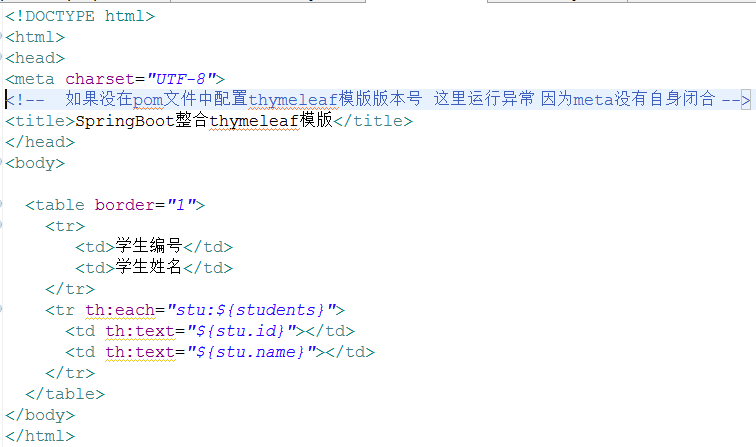 <!DOCTYPE html>
<html>
<head>
<meta charset="UTF-8">
<!--  如果没在pom文件中配置thymeleaf模版版本号  这里运行异常 因为meta没有自身闭合 -->
<title>SpringBoot整合thymeleaf模版</title>
</head>
<body>

  <table border="1">
    <tr>
       <td>学生编号</td>
       <td>学生姓名</td>
    </tr>
    <tr th:each="stu:${students}">
      <td th:text="${stu.id}"></td>
      <td th:text="${stu.name}"></td>
    </tr>
  </table>
</body>
</html>